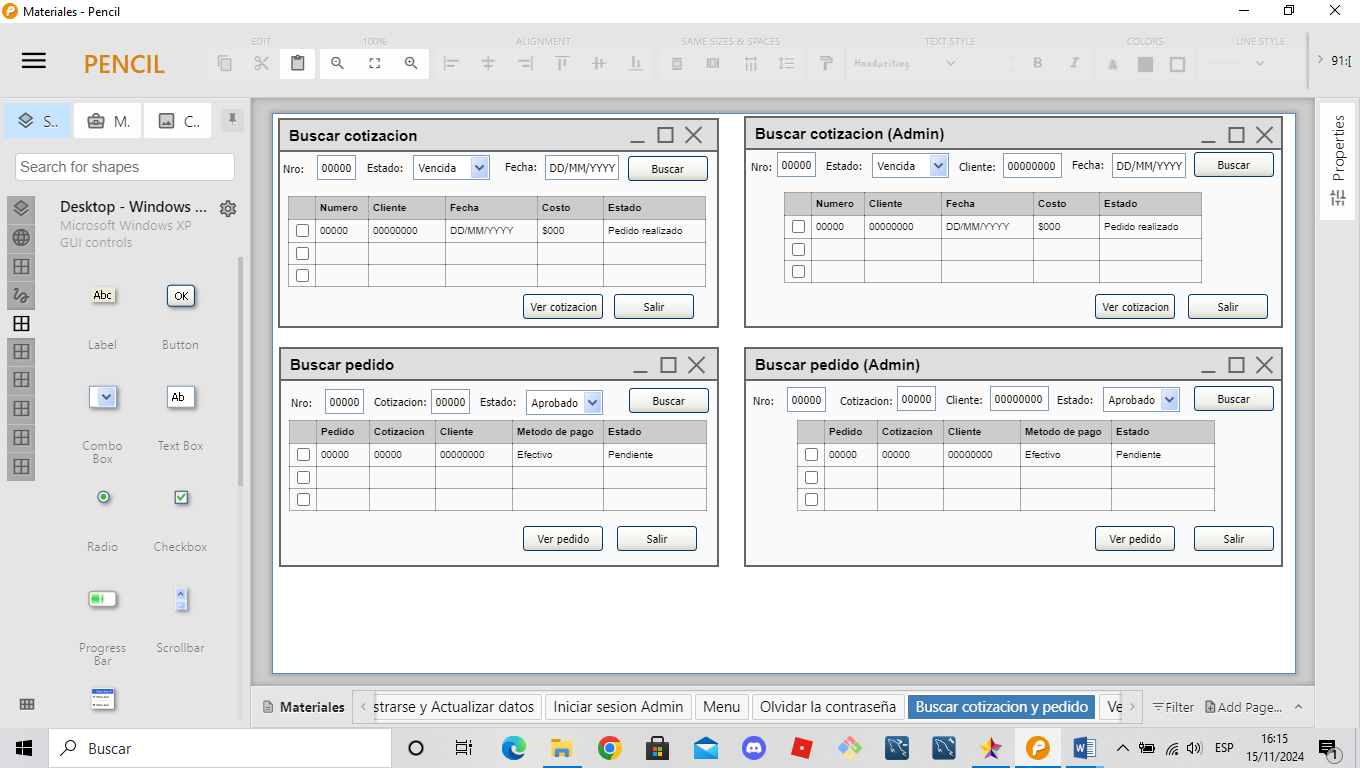 Materiales - Pencil
PENCIL
EDIT
100%
ALIGNMENT
SAME SIZES & SPACES
TEXT STYLE
COLORS
LINE STYLE
Handwriting
B
I
A
91:[
S..
M.
C..
Search for shapes
Desktop - Windows ...
Microsoft Windows XP
GUI controls
Abc
OK
Label
Button
Ab
Combo
Box
Text Box
Radio
Checkbox
Progress
Bar
Scrollbar
Buscar cotizacion
Nro:
00000
Estado:
Vencida
Fecha:
DD/MM/YYYY
Buscar
Numero
Cliente
Fecha
Costo
Estado
00000
00000000
DD/MM/YYYY
$000
Pedido realizado
Ver cotizacion
Salir
Buscar cotizacion (Admin)
Nro:
00000
Estado:
Vencida
Cliente:
00000000
Fecha:
DD/MM/YYYY
Buscar
Numero
Cliente
Fecha
Costo
Estado
00000
00000000
DD/MM/YYYY
$000
Pedido realizado
Ver cotizacion
Salir
Buscar pedido
Nro:
00000
Cotizacion:
00000
Estado:
Aprobado
Buscar
Pedido
Cotizacion
Cliente
Metodo de pago
Estado
00000
00000
00000000
Efectivo
Pendiente
Ver pedido
Salir
Buscar pedido (Admin)
Nro:
00000
Cotizacion:
00000
Cliente:
00000000
Estado:
Aprobado
Buscar
Pedido
Cotizacion
Cliente
Metodo de pago
Estado
00000
00000
00000000
Efectivo
Pendiente
Ver pedido
Salir
Properties
Materiales
strarse y Actualizar datos
Iniciar sesion Admin
Menu
Olvidar la contraseña
Buscar cotizacion y pedido
Ve
Filter
Add Page...
Buscar
ESP
16:15
15/11/2024
1